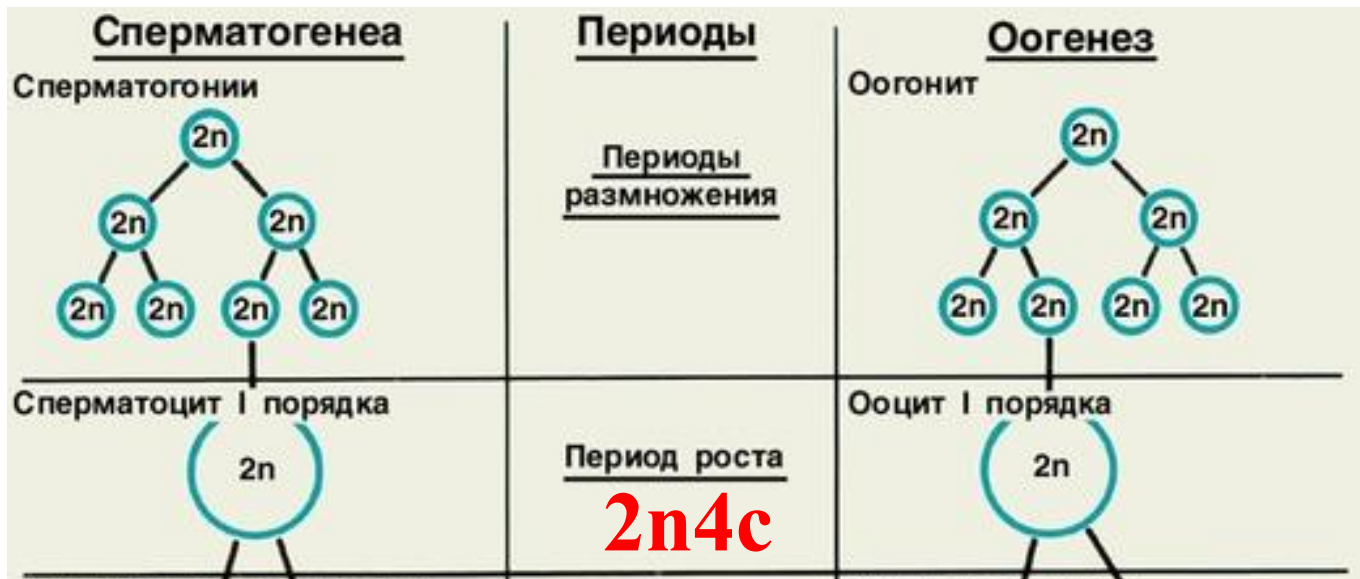 Сперматогенеа
Периоды
Оогенез
Сперматогонии
Оогонит
2n
2n
Периоды
размножения
2n
2n
2n
2n
2n
2n
2n
2n
2n
2n
2n
2n
Сперматоцит I порядка
Ооцит I порядка
2n
Период роста
2n
2n4c